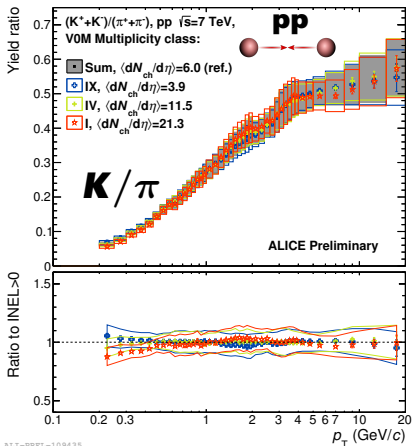 (K⁺+K⁻)/(π⁺+π⁻), pp √s=7 TeV,
V0M Multiplicity class:
pp
Sum, ⟨dN_ch/dη⟩=6.0 (ref.)
IX, ⟨dN_ch/dη⟩=3.9
IV, ⟨dN_ch/dη⟩=11.5
I, ⟨dN_ch/dη⟩=21.3
K/π
ALICE Preliminary
Yield ratio
0.7
0.6
0.5
0.4
0.3
0.2
0.1
0
Ratio to INEL>0
1.5
1
0.5
0.1 0.2 0.3 1 2 3 4 5 6 7 10 20
p_T (GeV/c)